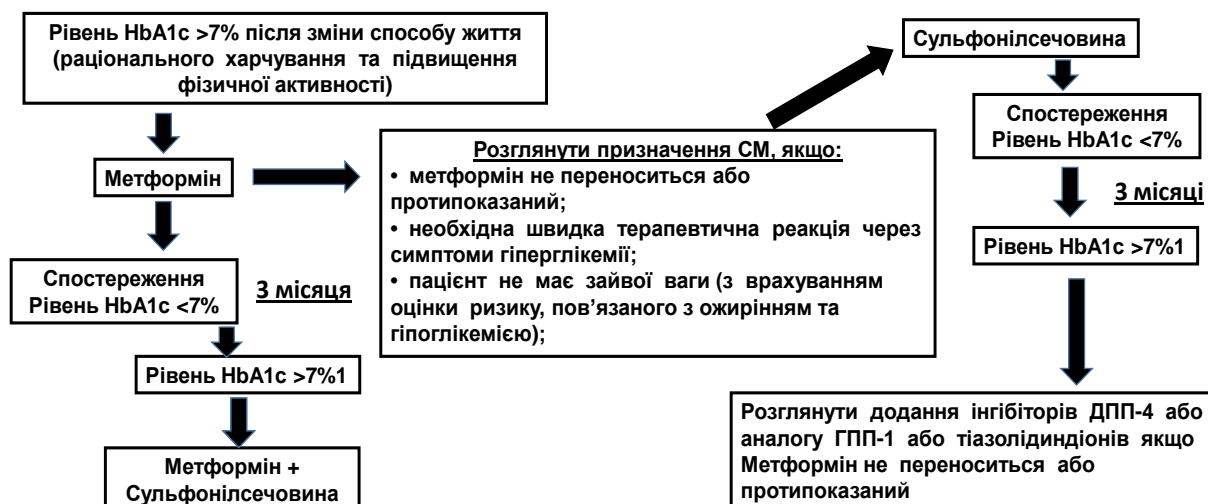 Рівень HbA1c >7% після зміни способу життя
(раціонального харчування та підвищення
фізичної активності)
Метформін
Спостереження
Рівень HbA1c <7%
3 місяця
Рівень HbA1c >7%1
Метформін +
Сульфонілсечовина
Розглянути призначення СМ, якщо:
• метформін не переноситься або
протипоказаний;
• необхідна швидка терапевтична реакція через
симптоми гіперглікемії;
• пацієнт не має зайвої ваги (з врахуванням
оцінки ризику, пов’язаного з ожирінням та
гіпоглікемією);
Сульфонілсечовина
Спостереження
Рівень HbA1c <7%
3 місяці
Рівень HbA1c >7%1
Розглянути додання інгібіторів ДПП-4 або
аналогу ГПП-1 або тіазолідиндіонів якщо
Метформін не переноситься або
протипоказаний